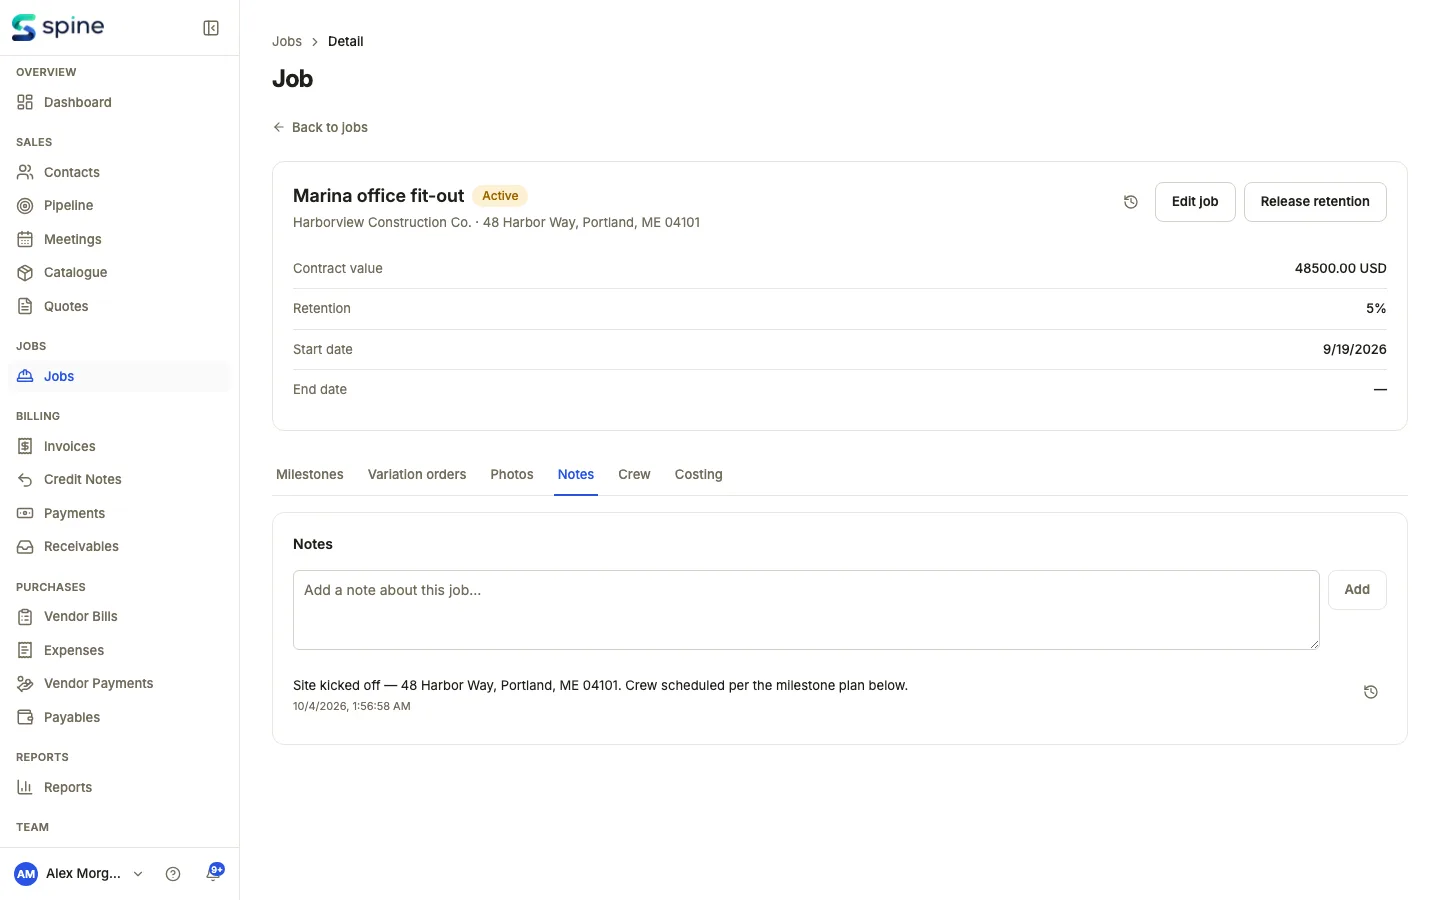 spine
OVERVIEW
Dashboard
SALES
Contacts
Pipeline
Meetings
Catalogue
Quotes
JOBS
Jobs
BILLING
Invoices
Credit Notes
Payments
Receivables
PURCHASES
Vendor Bills
Expenses
Vendor Payments
Payables
REPORTS
Reports
TEAM
AM Alex Morg... 9+
Jobs Detail
Job
Back to jobs
Marina office fit-out Active
Harborview Construction Co. · 48 Harbor Way, Portland, ME 04101
Edit job Release retention
Contract value 48500.00 USD
Retention 5%
Start date 9/19/2026
End date —
Milestones Variation orders Photos Notes Crew Costing
Notes
Add a note about this job...
Add
Site kicked off — 48 Harbor Way, Portland, ME 04101. Crew scheduled per the milestone plan below.
10/4/2026, 1:56:58 AM